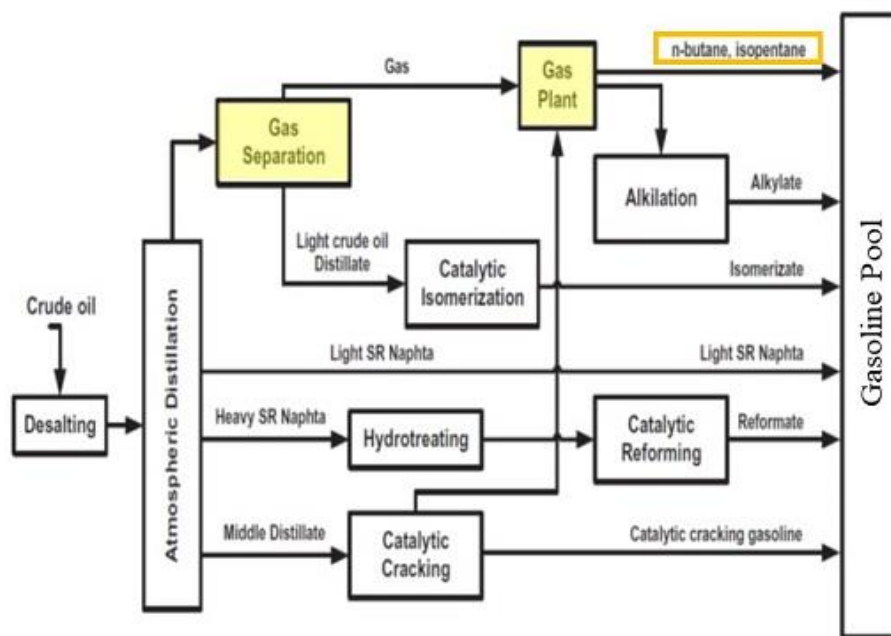 n-butane, isopentane
Gas
Gas
Plant
Gas
Separation
Alkilation
Alkylate
Light crude oil
Distillate
Catalytic
Isomerization
Isomerizate
Crude oil
Desalting
Atmospheric Distillation
Light SR Naphta
Light SR Naphta
Heavy SR Naphta
Hydrotreating
Catalytic
Reforming
Reformate
Middle Distillate
Catalytic
Cracking
Catalytic cracking gasoline
Gasoline Pool